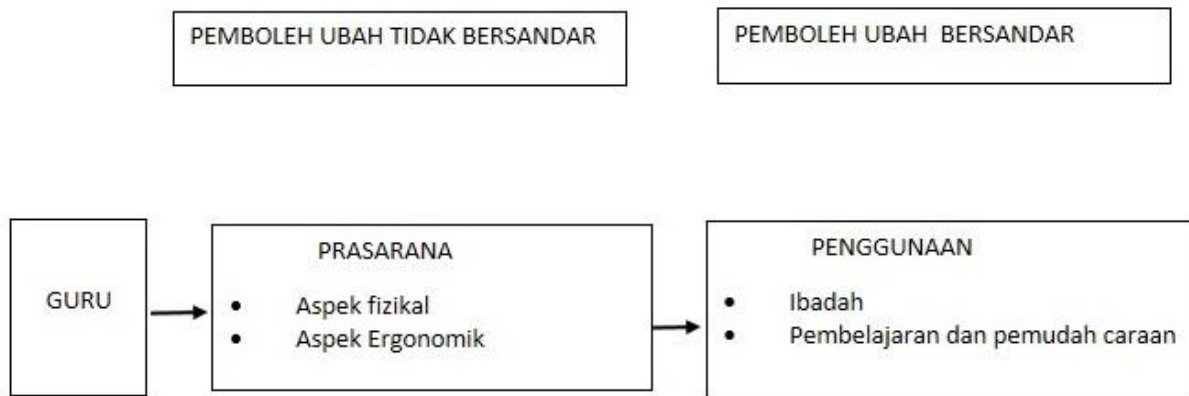 PEMBOLEH UBAH TIDAK BERSANDAR
PEMBOLEH UBAH BERSANDAR
GURU
PRASARANA
• Aspek fizikal
• Aspek Ergonomik
PENGGUNAAN
• Ibadah
• Pembelajaran dan pemudah caraan